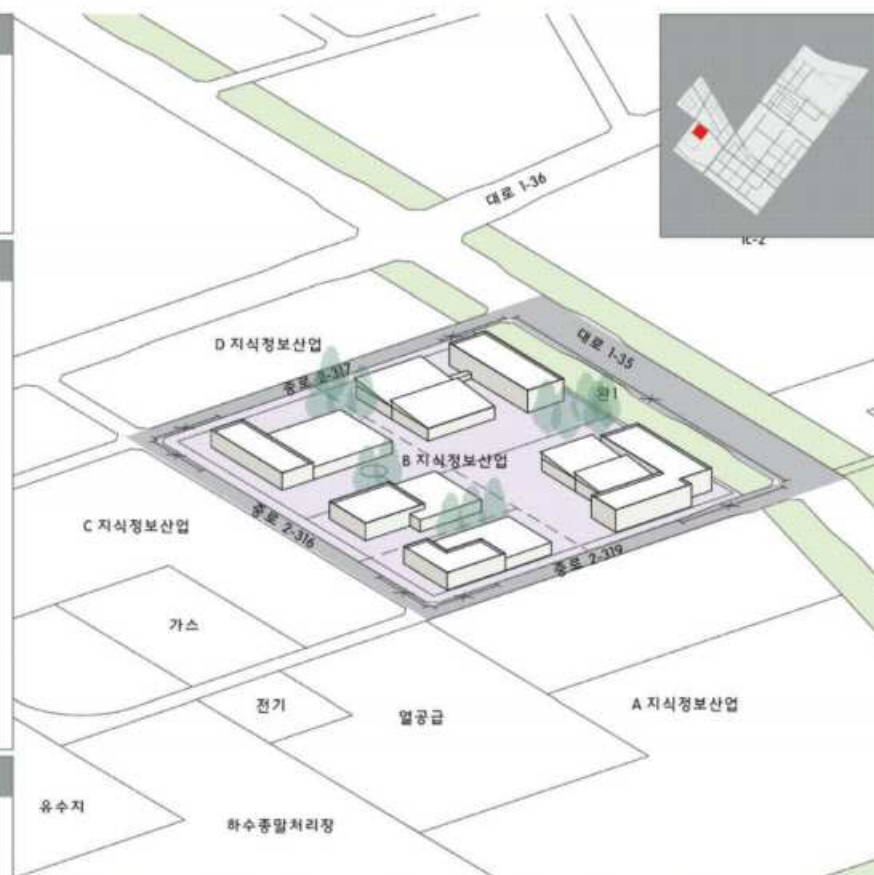 대로 1-36
IC-2
D 지식정보산업
중로 2-317
대로 1-35
완1
B 지식정보산업
C 지식정보산업
중로 2-316
중로 2-319
가스
전기
열공급
A 지식정보산업
유수지
하수종말처리장